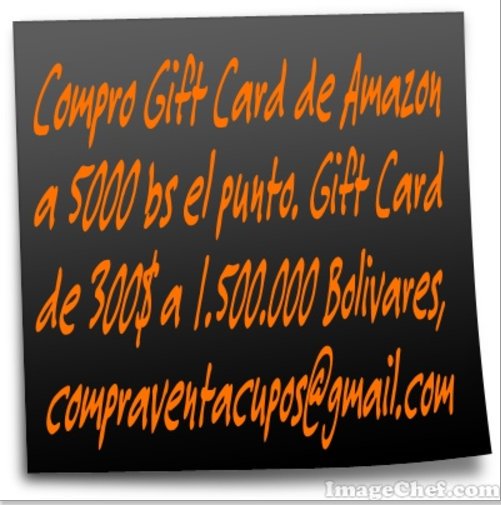 Compro Gift Card de Amazon
a 5000 bs el punto. Gift Card
de 300$ a 1.500.000 Bolivares,
compraventacupos@gmail.com
ImageChef.com